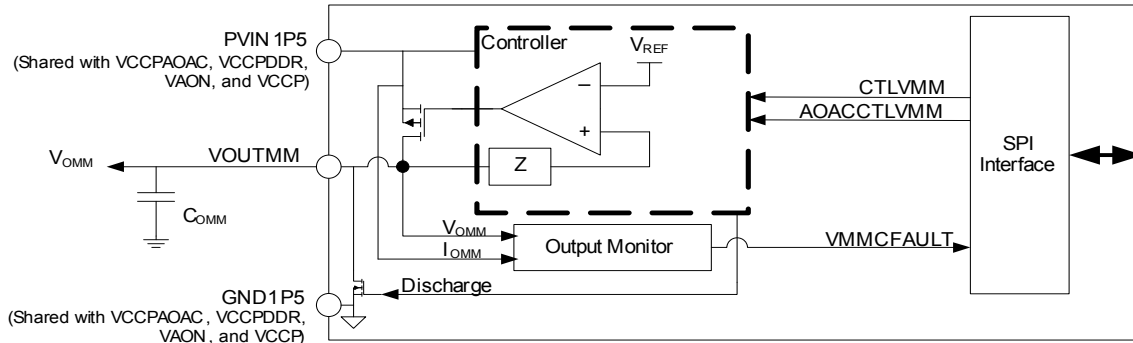 PVIN 1P5
(Shared with VCCPAOAC, VCCPDDR,
VAON, and VCCP)
Controller
VREF
−
+
Z
CTLVMM
AOACCTLVMM
SPI
Interface
VOMM
VOUTMM
COMM
VOMM
IOMM
Output Monitor
VMMCFAULT
Discharge
GND1P5
(Shared with VCCPAOAC, VCCPDDR,
VAON, and VCCP)